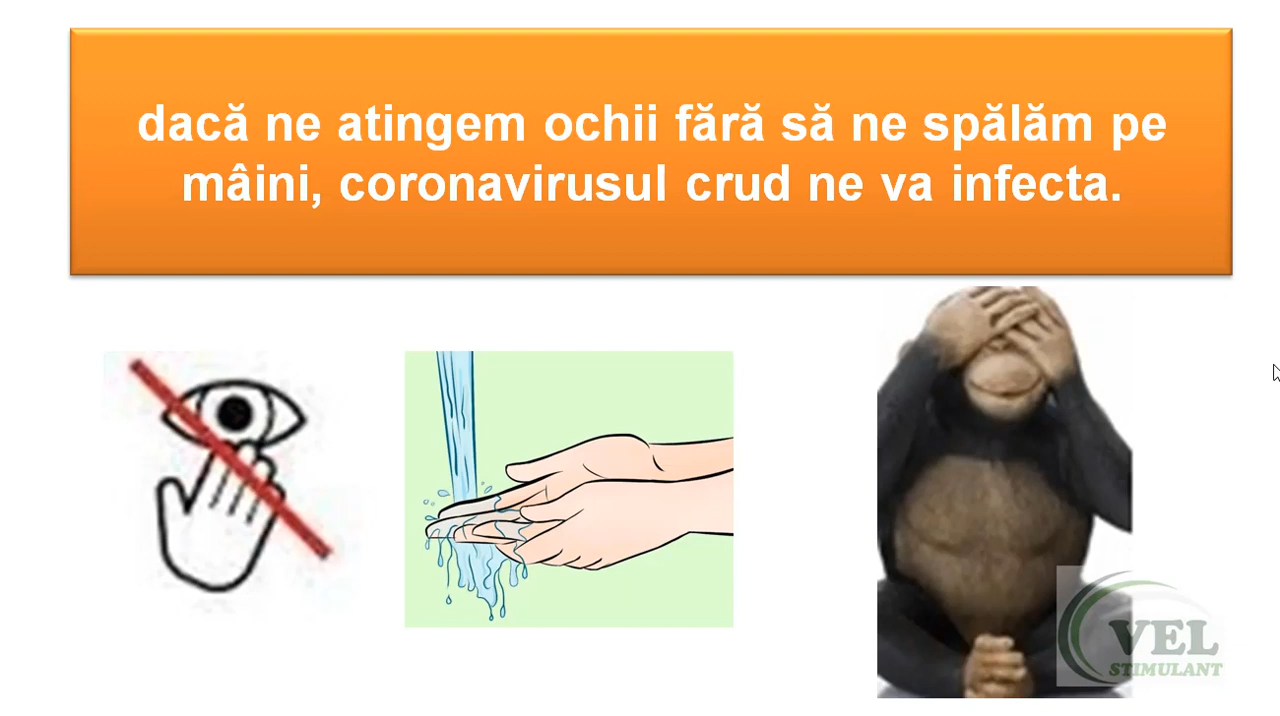 dacă ne atingem ochii fără să ne spălăm pe
mâini, coronavirusul crud ne va infecta.
VEL
STIMULANT